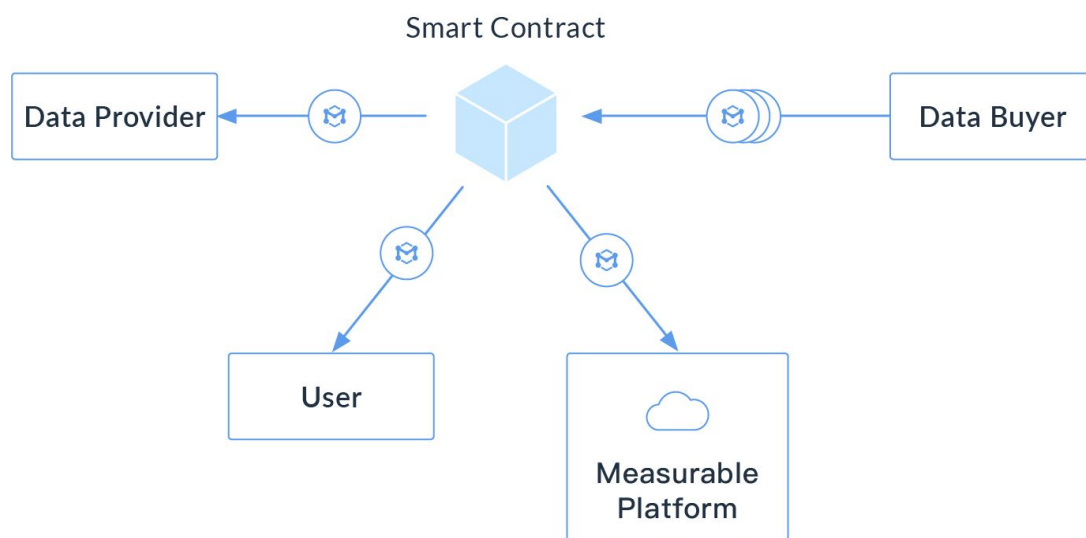 Smart Contract
Data Provider
Data Buyer
User
Measurable
Platform